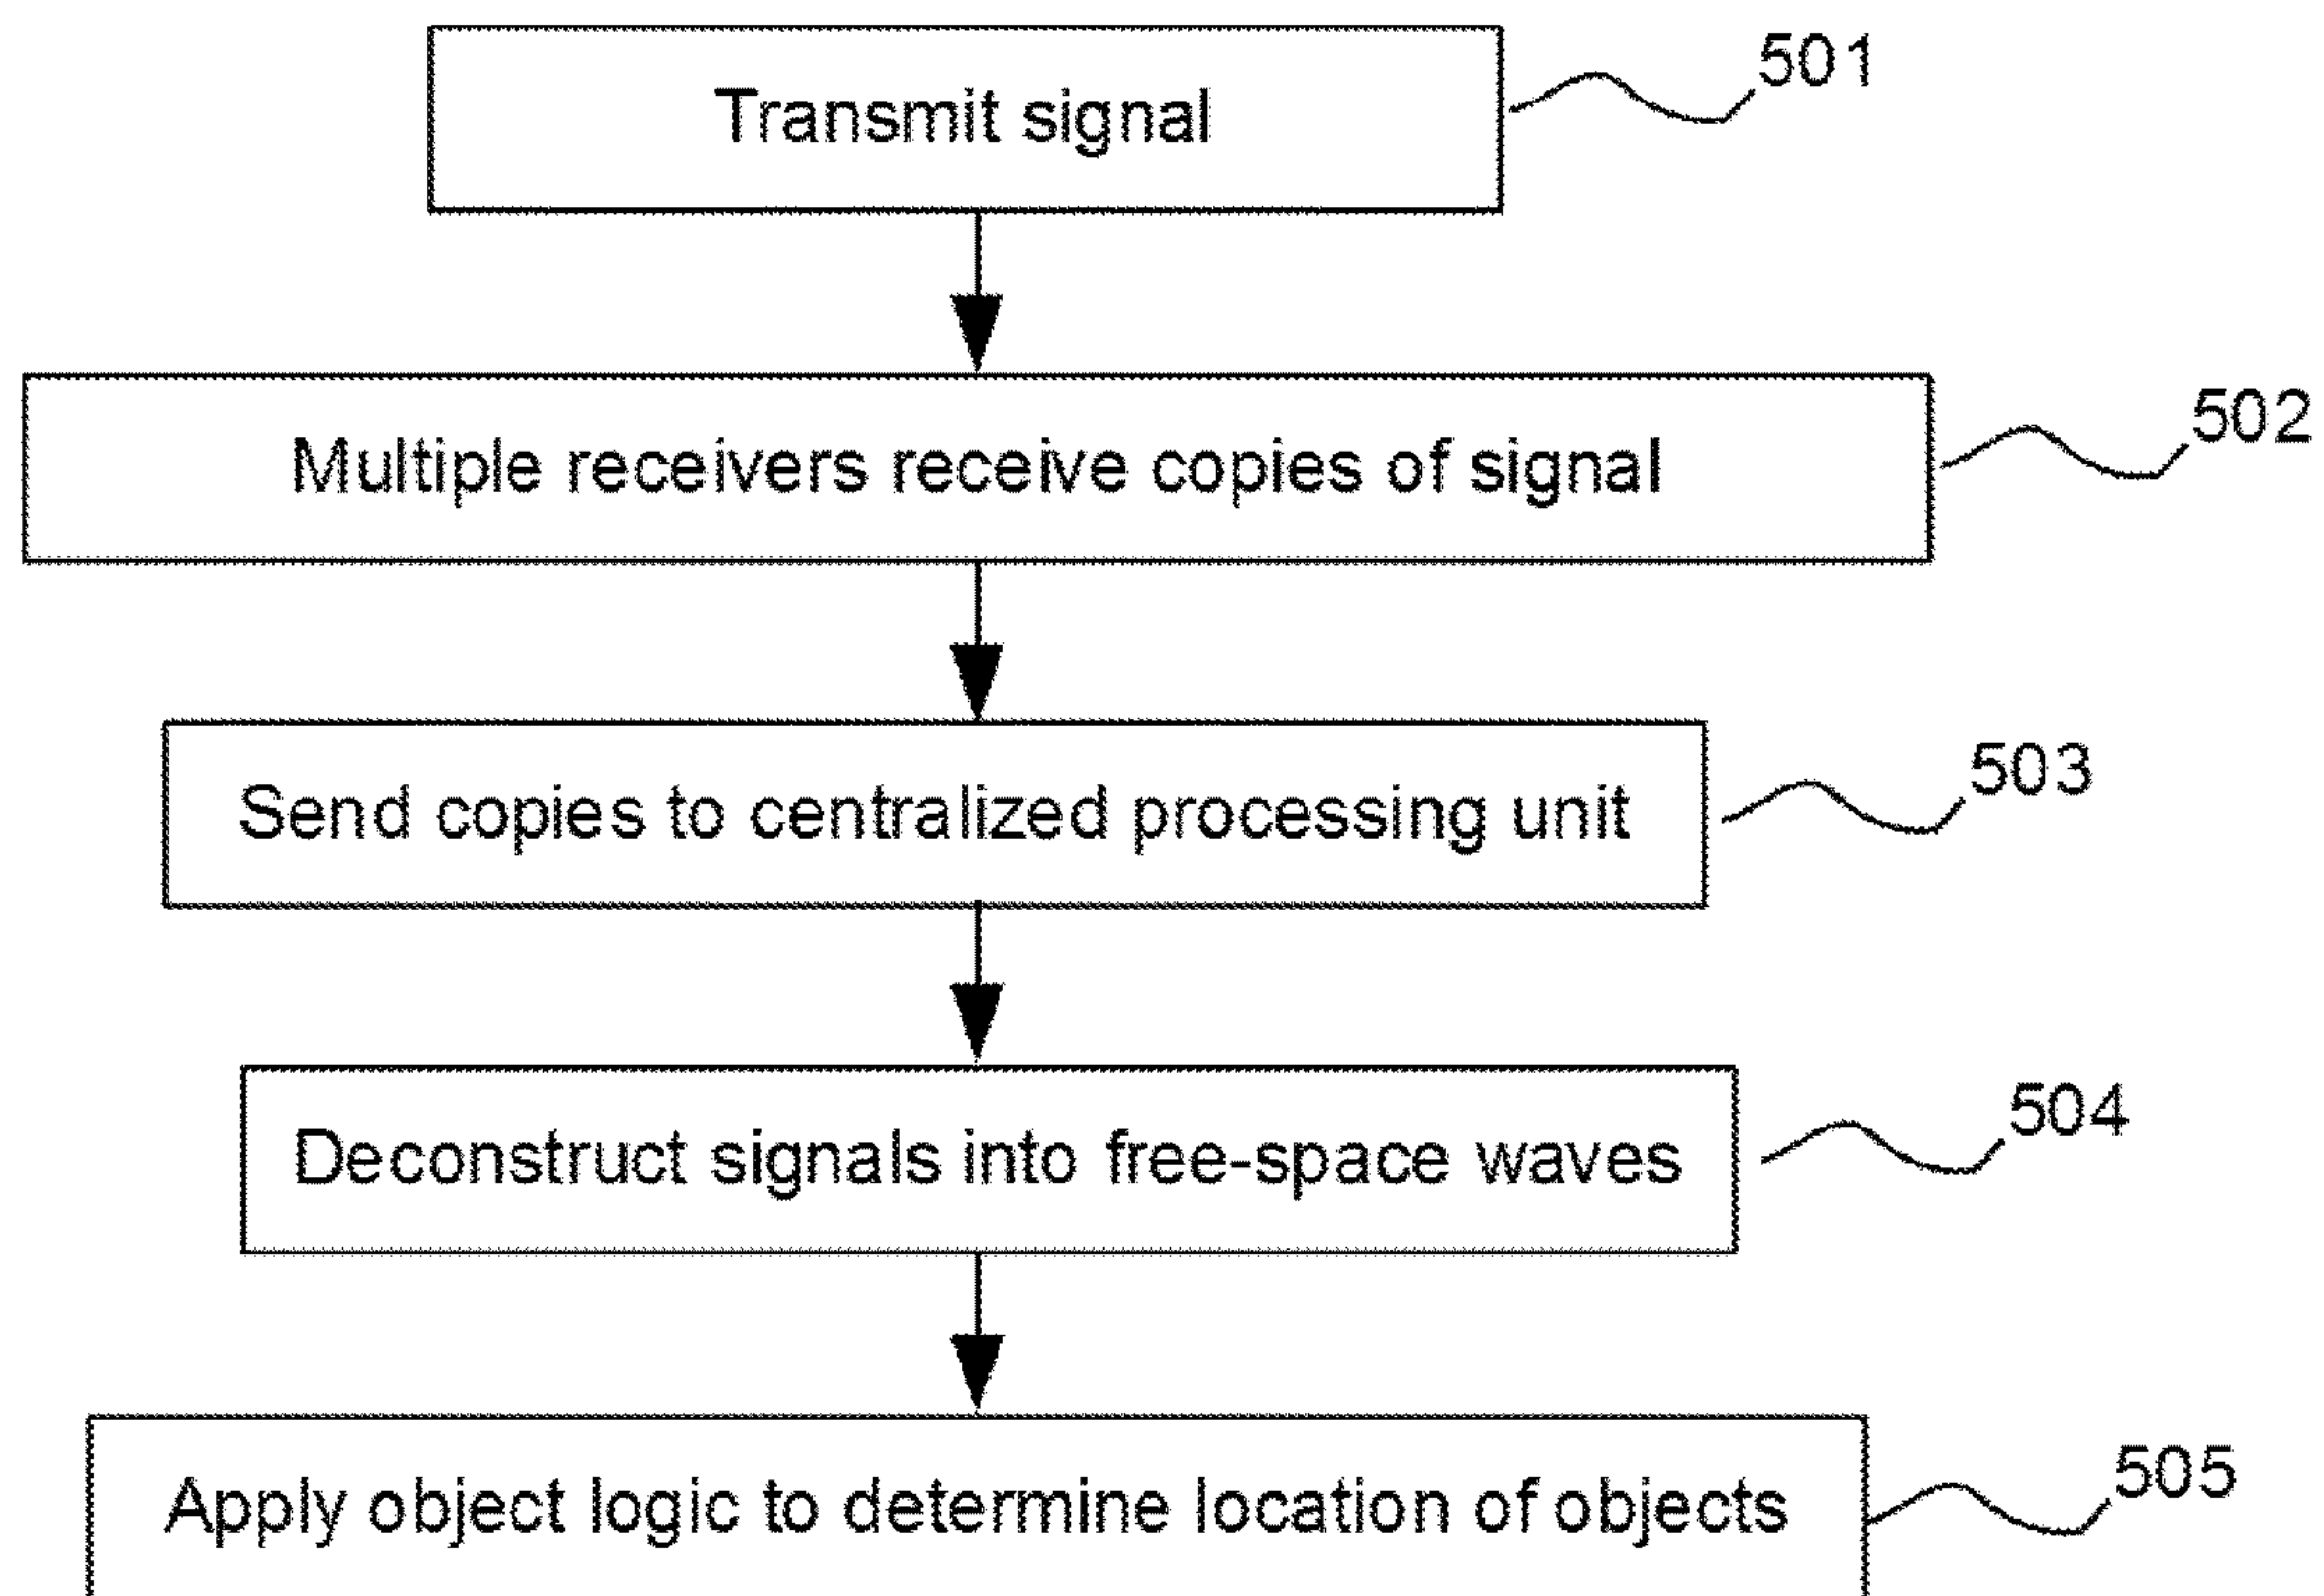 Transmit signal
501
Multiple receivers receive copies of signal
502
Send copies to centralized processing unit
503
Deconstruct signals into free-space waves
504
Apply object logic to determine location of objects
505